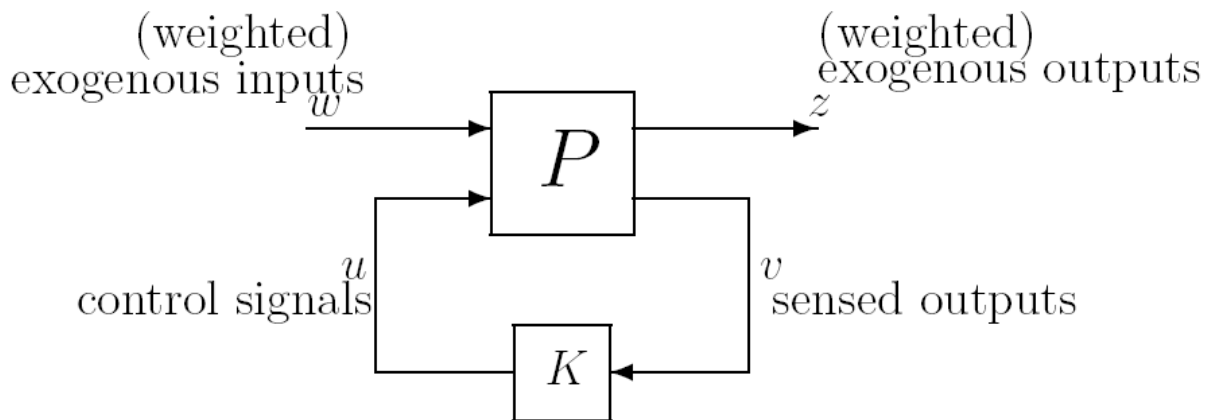 (weighted)
exogenous inputs
w
(weighted)
exogenous outputs
z
P
u
control signals
v
sensed outputs
K